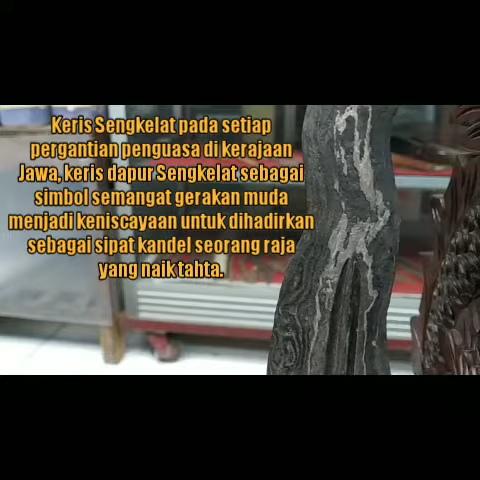 Keris Sengkelat pada setiap
pergantian penguasa di kerajaan
Jawa, keris dapur Sengkelat sebagai
simbol semangat gerakan muda
menjadi keniscayaan untuk dihadirkan
sebagai sipat kandel seorang raja
yang naik tahta.